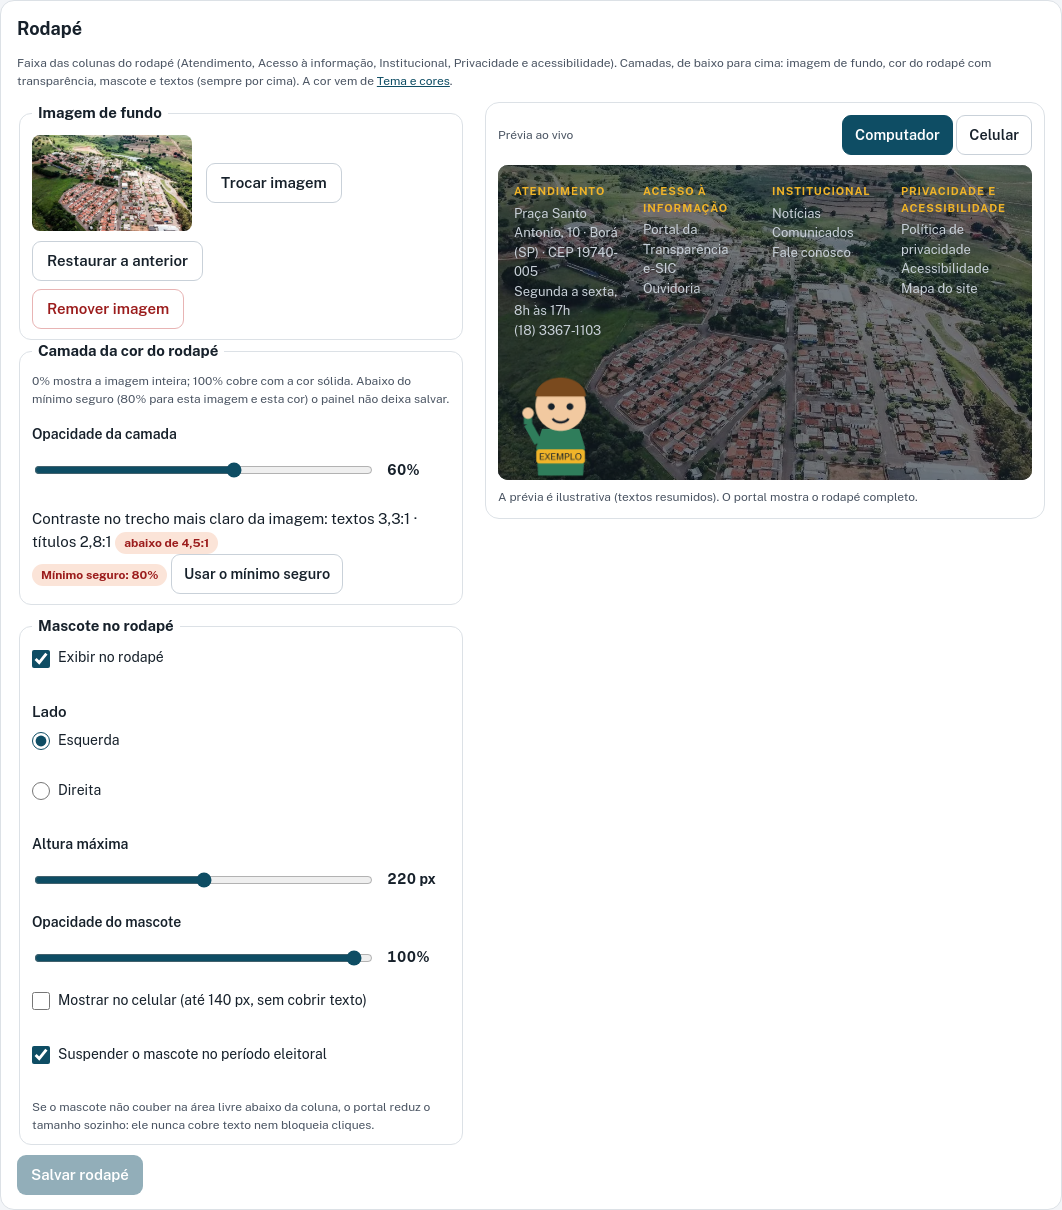 Rodapé
Faixa das colunas do rodapé (Atendimento, Acesso à informação, Institucional, Privacidade e acessibilidade). Camadas, de baixo para cima: imagem de fundo, cor do rodapé com
transparência, mascote e textos (sempre por cima). A cor vem de Tema e cores.
Imagem de fundo
Trocar imagem
Restaurar a anterior
Remover imagem
Camada da cor do rodapé
0% mostra a imagem inteira; 100% cobre com a cor sólida. Abaixo do
mínimo seguro (80% para esta imagem e esta cor) o painel não deixa salvar.
Opacidade da camada
60%
Contraste no trecho mais claro da imagem: textos 3,3:1 ·
títulos 2,8:1 abaixo de 4,5:1
Mínimo seguro: 80% Usar o mínimo seguro
Mascote no rodapé
Exibir no rodapé
Lado
Esquerda
Direita
Altura máxima
220 px
Opacidade do mascote
100%
Mostrar no celular (até 140 px, sem cobrir texto)
Suspender o mascote no período eleitoral
Se o mascote não couber na área livre abaixo da coluna, o portal reduz o
tamanho sozinho: ele nunca cobre texto nem bloqueia cliques.
Salvar rodapé
Prévia ao vivo
Computador
Celular
ATENDIMENTO
Praça Santo
Antonio, 10 · Borá
(SP) · CEP 19740-
005
Segunda a sexta,
8h às 17h
(18) 3367-1103
ACESSO À
INFORMAÇÃO
Portal da
Transparência
e-SIC
Ouvidoria
INSTITUCIONAL
Notícias
Comunicados
Fale conosco
PRIVACIDADE E
ACESSIBILIDADE
Política de
privacidade
Acessibilidade
Mapa do site
EXEMPLO
A prévia é ilustrativa (textos resumidos). O portal mostra o rodapé completo.